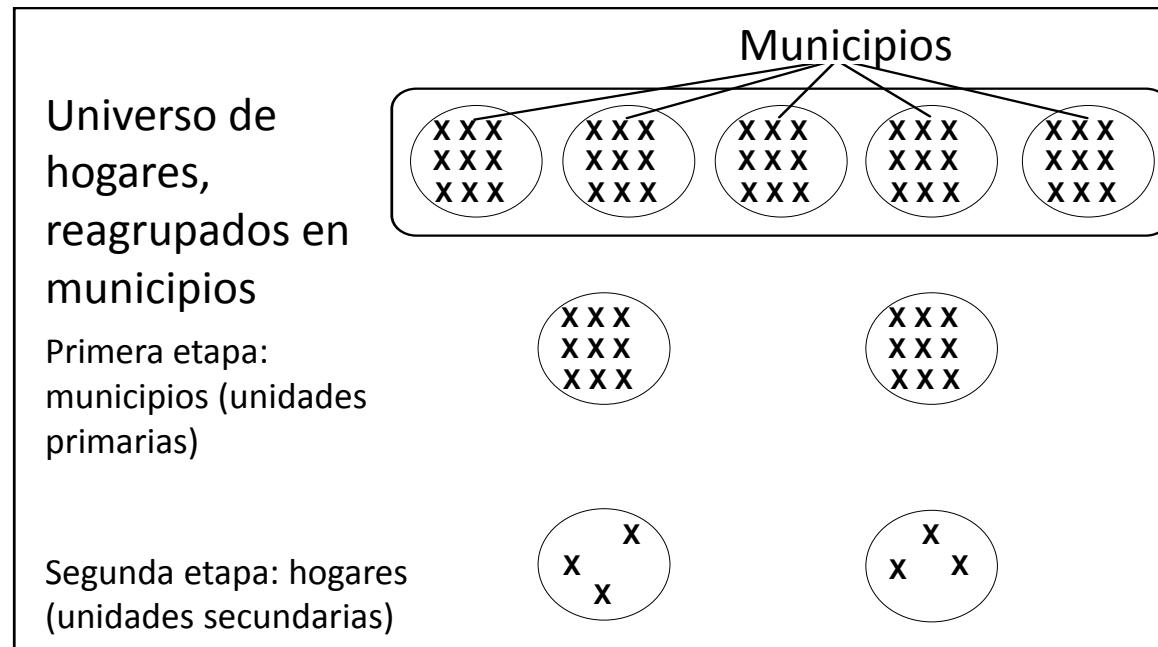 Municipios
Universo de
hogares,
reagrupados en
municipios
X X X X X X X X X X X X X X X
X X X X X X X X X X X X X X X
X X X X X X X X X X X X X X X
Primera etapa:
municipios (unidades
primarias)
X X X X X X
X X X X X X
X X X X X X
Segunda etapa: hogares
(unidades secundarias)
X X
X X X
X